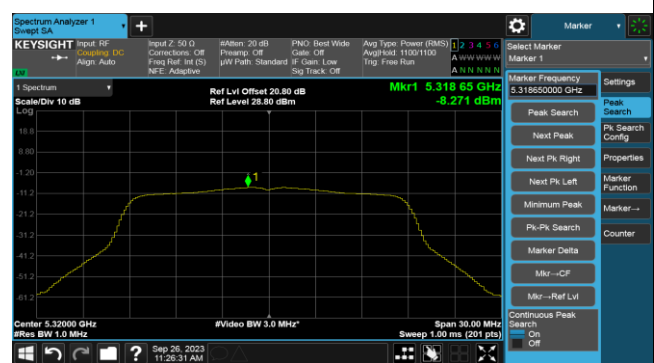 Spectrum Analyzer 1
Swept SA
Marker
KEYSIGHT
Input: RF
Coupling: DC
Align: Auto
Input Z: 50 Ω
Corrections: Off
Freq Ref: Int (S)
NFE: Adaptive
#Atten: 20 dB
Preamp: Off
µW Path: Standard
PNO: Best Wide
Gate: Off
IF Gain: Low
Sig Track: Off
Avg Type: Power (RMS)
Avg|Hold: 1100/1100
Trig: Free Run
1 2 3 4 5 6
A W W W W W
A N N N N N
Select Marker
Marker 1
1 Spectrum
Scale/Div 10 dB
Log
Ref Lvl Offset 20.80 dB
Ref Level 28.80 dBm
Mkr1 5.318 65 GHz
-8.271 dBm
18.8
8.80
-1.20
-11.2
-21.2
-31.2
-41.2
-51.2
-61.2
1
Center 5.32000 GHz
#Res BW 1.0 MHz
#Video BW 3.0 MHz*
Span 30.00 MHz
Sweep 1.00 ms (201 pts)
Marker Frequency
5.318650000 GHz
Peak Search
Next Peak
Next Pk Right
Next Pk Left
Minimum Peak
Pk-Pk Search
Marker Delta
Mkr→CF
Mkr→Ref Lvl
Continuous Peak
Search
On
Off
Settings
Peak
Search
Pk Search
Config
Properties
Marker
Function
Marker→
Counter
Sep 26, 2023
11:26:31 AM